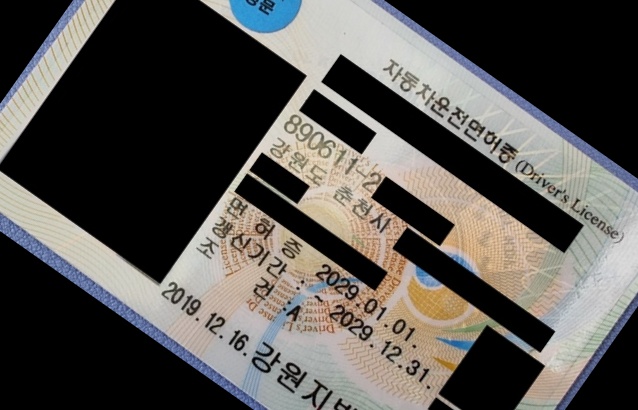 자동차운전면허증 (Driver's License)
890611-2
강원도 춘천시
면 허 증
갱신기간 : 2029.01.01. ~ 2029.12.31.
조 건 :A
2019.12.16.
강원지방